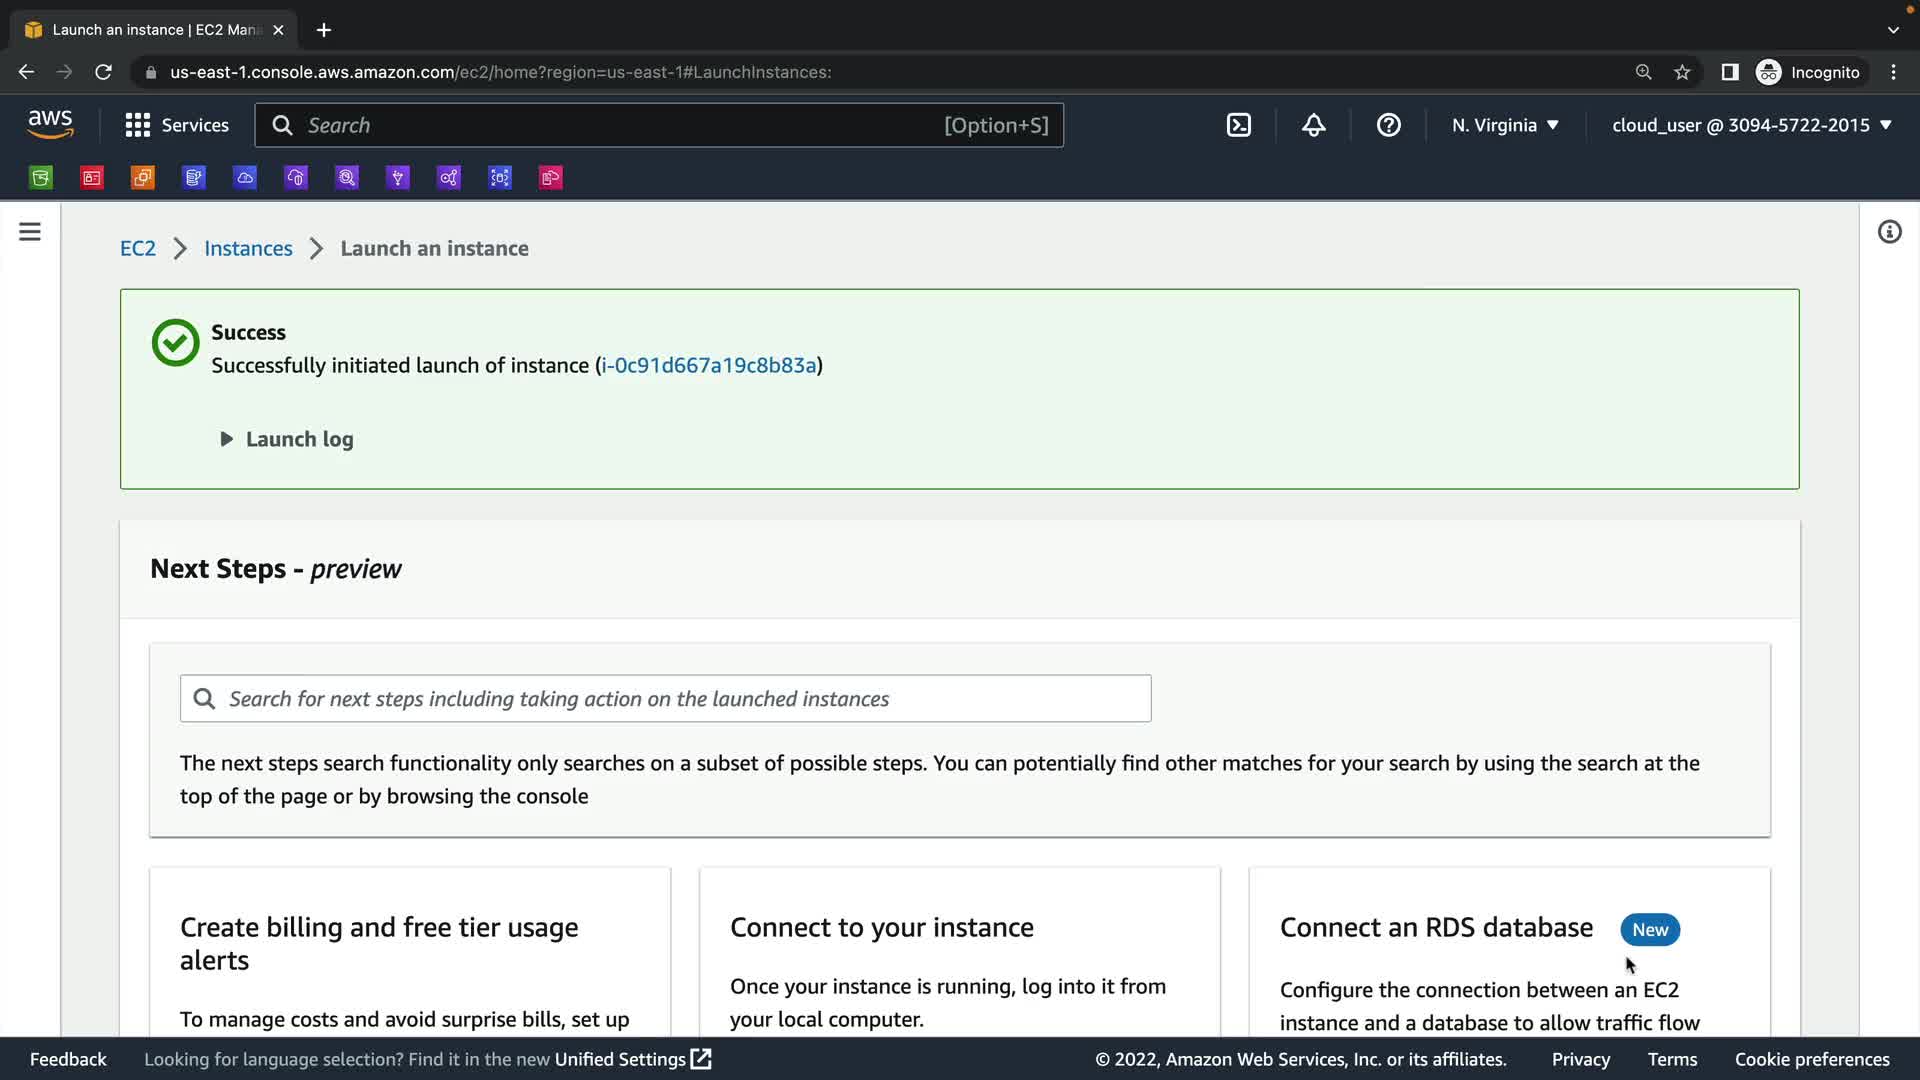 Launch an instance | EC2 Mana
us-east-1.console.aws.amazon.com/ec2/home?region=us-east-1#LaunchInstances:
Incognito
aws
Services
Search
[Option+S]
N. Virginia
cloud_user @ 3094-5722-2015
EC2
Instances
Launch an instance
Success
Successfully initiated launch of instance (i-0c91d667a19c8b83a)
Launch log
Next Steps - preview
Search for next steps including taking action on the launched instances
The next steps search functionality only searches on a subset of possible steps. You can potentially find other matches for your search by using the search at the
top of the page or by browsing the console
Create billing and free tier usage
alerts
To manage costs and avoid surprise bills, set up
Connect to your instance
Once your instance is running, log into it from
your local computer.
Connect an RDS database
New
Configure the connection between an EC2
instance and a database to allow traffic flow
Feedback
Looking for language selection? Find it in the new Unified Settings
© 2022, Amazon Web Services, Inc. or its affiliates.
Privacy
Terms
Cookie preferences